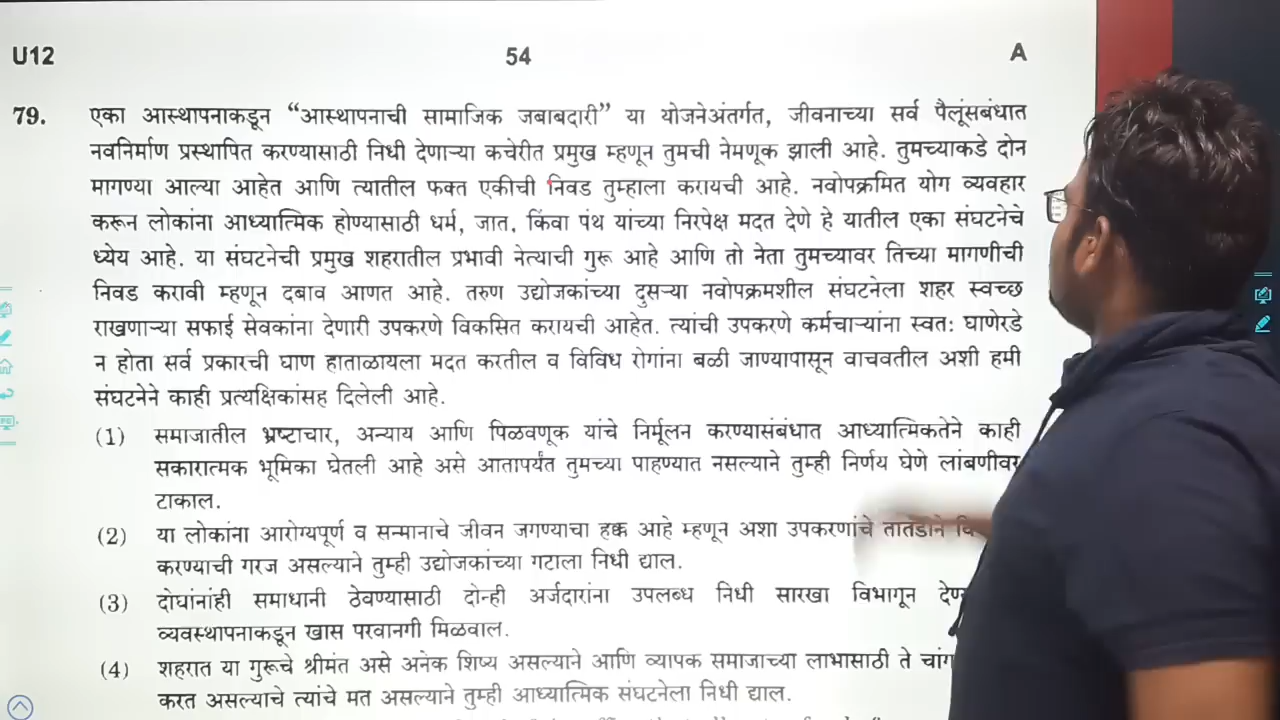 U12 54 A
79. एका आस्थापनाकडून “आस्थापनाची सामाजिक जबाबदारी” या योजनेअंतर्गत, जीवनाच्या सर्व पैलूंसबंधात
नवनिर्माण प्रस्थापित करण्यासाठी निधी देणाऱ्या कचेरीत प्रमुख म्हणून तुमची नेमणूक झाली आहे. तुमच्याकडे दोन
मागण्या आल्या आहेत आणि त्यातील फक्त एकीची निवड तुम्हाला करायची आहे. नवोपक्रमित योग व्यवहार
करून लोकांना आध्यात्मिक होण्यासाठी धर्म, जात, किंवा पंथ यांच्या निरपेक्ष मदत देणे हे यातील एका संघटनेचे
ध्येय आहे. या संघटनेची प्रमुख शहरातील प्रभावी नेत्याची गुरू आहे आणि तो नेता तुमच्यावर तिच्या मागणीची
निवड करावी म्हणून दबाव आणत आहे. तरुण उद्योजकांच्या दुसऱ्या नवोपक्रमशील संघटनेला शहर स्वच्छ
राखणाऱ्या सफाई सेवकांना देणारी उपकरणे विकसित करायची आहेत. त्यांची उपकरणे कर्मचाऱ्यांना स्वत: घाणेरडे
न होता सर्व प्रकारची घाण हाताळायला मदत करतील व विविध रोगांना बळी जाण्यापासून वाचवतील अशी हमी
संघटनेने काही प्रत्यक्षिकांसह दिलेली आहे.
(1) समाजातील भ्रष्टाचार, अन्याय आणि पिळवणूक यांचे निर्मूलन करण्यासंबंधात आध्यात्मिकतेने काही
सकारात्मक भूमिका घेतली आहे असे आतापर्यंत तुमच्या पाहण्यात नसल्याने तुम्ही निर्णय घेणे लांबणीवर
टाकाल.
(2) या लोकांना आरोग्यपूर्ण व सन्मानाचे जीवन जगण्याचा हक्क आहे म्हणून अशा उपकरणांचे तातडीने
करण्याची गरज असल्याने तुम्ही उद्योजकांच्या गटाला निधी द्याल.
(3) दोघांनांही समाधानी ठेवण्यासाठी दोन्ही अर्जदारांना उपलब्ध निधी सारखा विभागून
व्यवस्थापनाकडून खास परवानगी मिळवाल.
(4) शहरात या गुरूचे श्रीमंत असे अनेक शिष्य असल्याने आणि व्यापक समाजाच्या लाभासाठी ते
करत असल्याचे त्यांचे मत असल्याने तुम्ही आध्यात्मिक संघटनेला निधी द्याल.